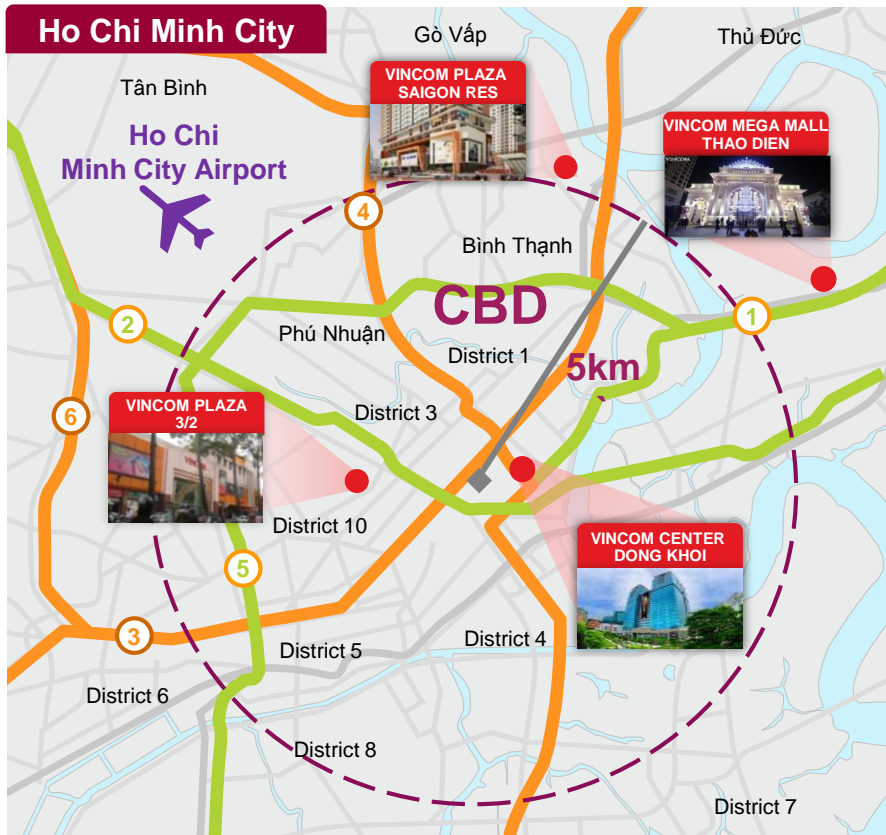 Ho Chi Minh City
Gò Vấp
Thủ Đức
Tân Bình
VINCOM PLAZA
SAIGON RES
VINCOM MEGA MALL
THAO DIEN
VINCOM
Ho Chi
Minh City Airport
4
Bình Thạnh
CBD
2
1
Phú Nhuận
District 1
5km
6
VINCOM PLAZA
3/2
District 3
District 10
VINCOM CENTER
DONG KHOI
5
3
District 4
District 5
District 6
District 8
District 7